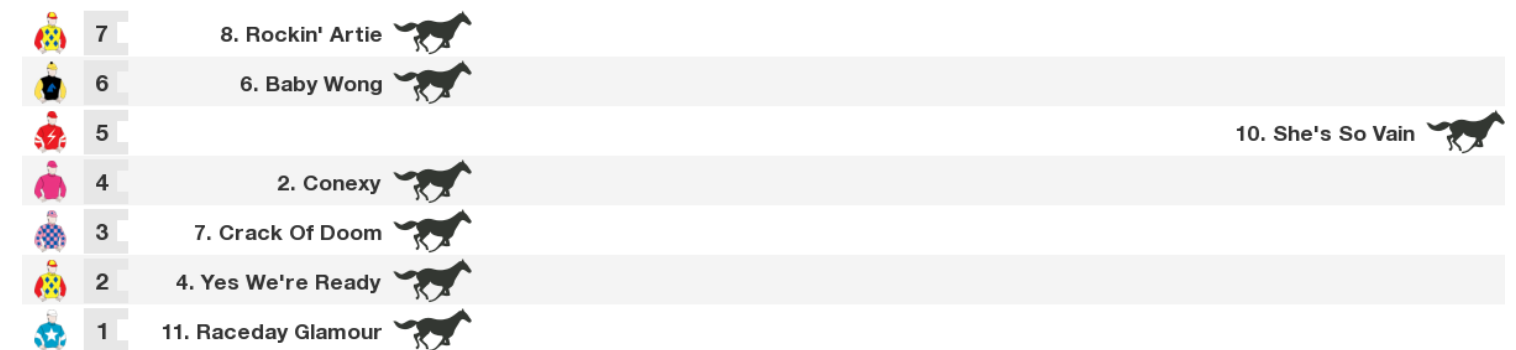 7 8. Rockin' Artie
6 6. Baby Wong
5 10. She's So Vain
4 2. Conexy
3 7. Crack Of Doom
2 4. Yes We're Ready
1 11. Raceday Glamour